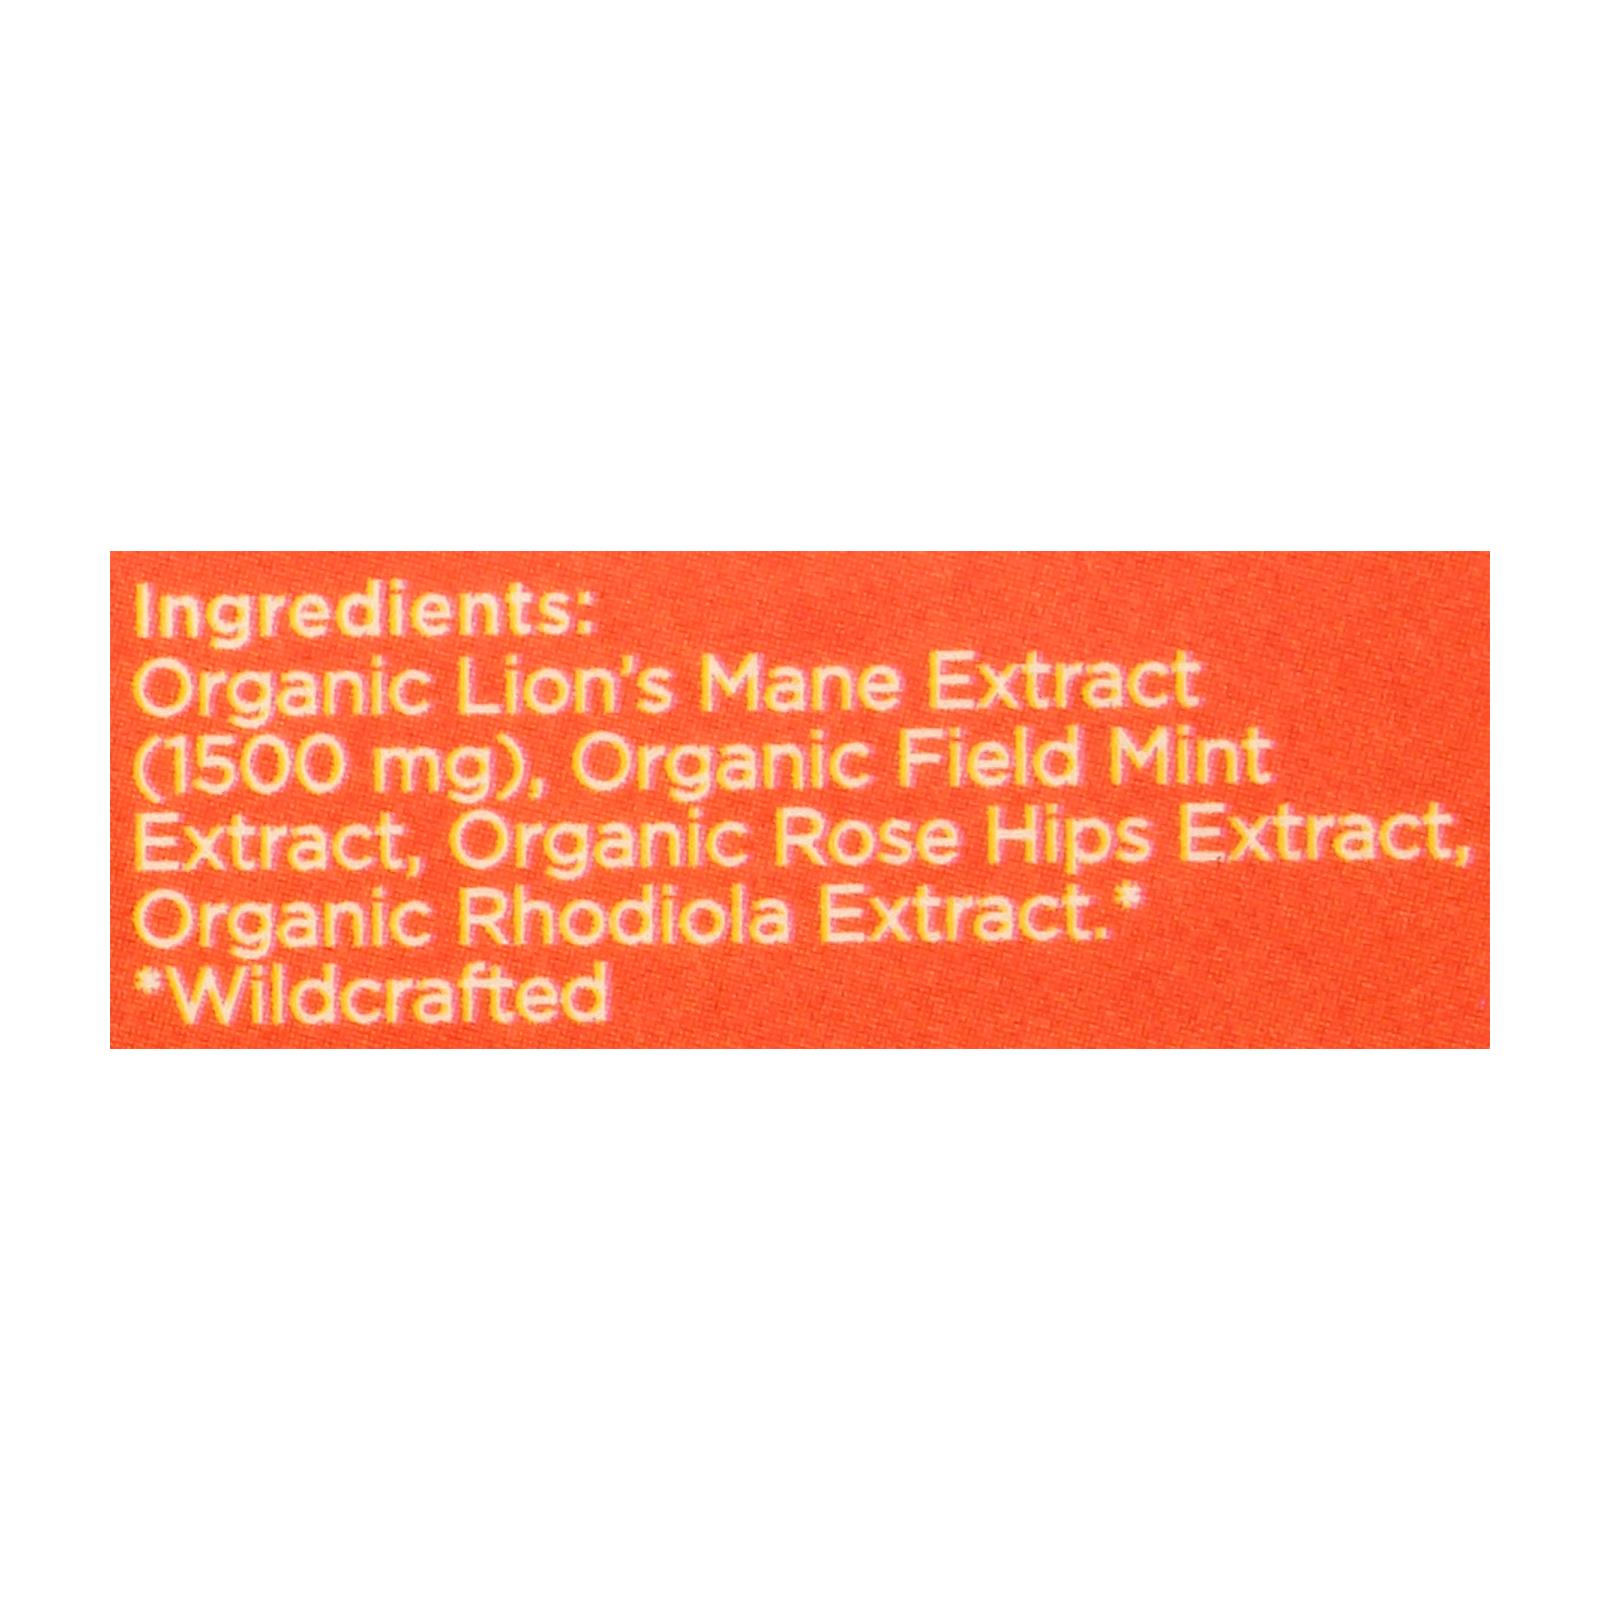 Ingredients:
Organic Lion's Mane Extract
(1500 mg), Organic Field Mint
Extract, Organic Rose Hips Extract,
Organic Rhodiola Extract.*
*Wildcrafted